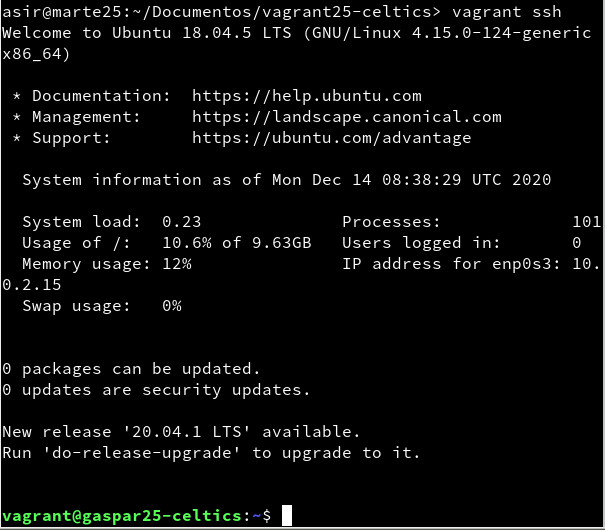 asir@marte25:~/Documentos/vagrant25-celtics> vagrant ssh
Welcome to Ubuntu 18.04.5 LTS (GNU/Linux 4.15.0-124-generic
x86_64)
* Documentation:  https://help.ubuntu.com
* Management:     https://landscape.canonical.com
* Support:        https://ubuntu.com/advantage
System information as of Mon Dec 14 08:38:29 UTC 2020
System load:  0.23              Processes:             101
Usage of /:   10.6% of 9.63GB   Users logged in:       0
Memory usage: 12%               IP address for enp0s3: 10.
0.2.15
Swap usage:   0%
0 packages can be updated.
0 updates are security updates.
New release '20.04.1 LTS' available.
Run 'do-release-upgrade' to upgrade to it.
vagrant@gaspar25-celtics:~$